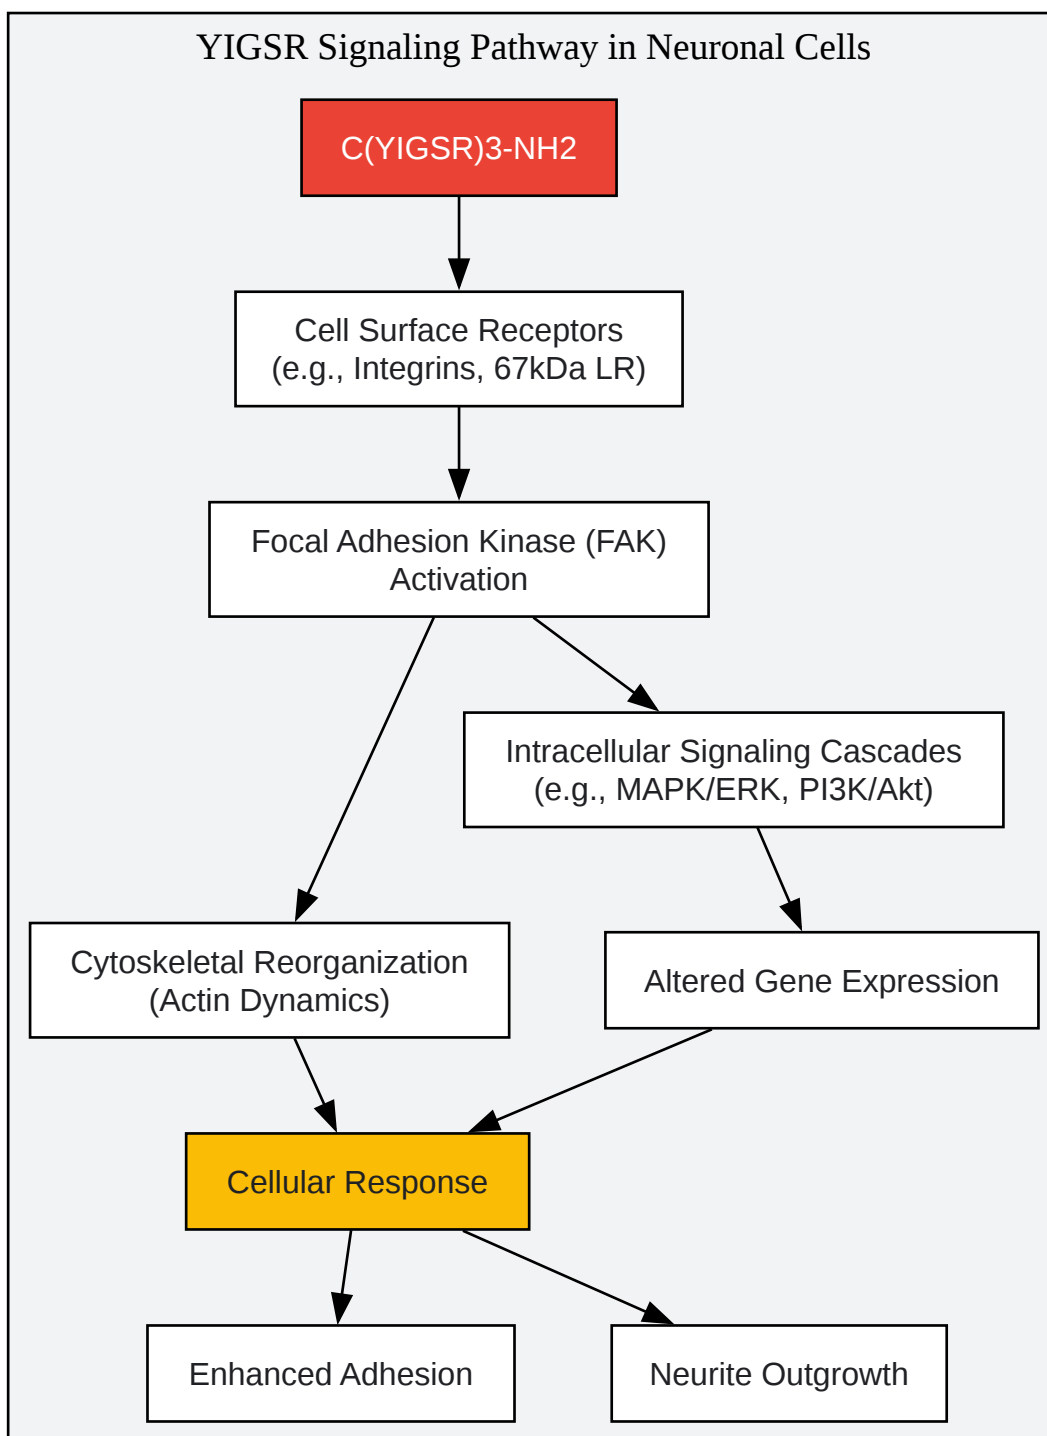 YIGSR Signaling Pathway in Neuronal Cells
C(YIGSR)3-NH2
Cell Surface Receptors
(e.g., Integrins, 67kDa LR)
Focal Adhesion Kinase (FAK)
Activation
Intracellular Signaling Cascades
(e.g., MAPK/ERK, PI3K/Akt)
Cytoskeletal Reorganization
(Actin Dynamics)
Altered Gene Expression
Cellular Response
Enhanced Adhesion
Neurite Outgrowth